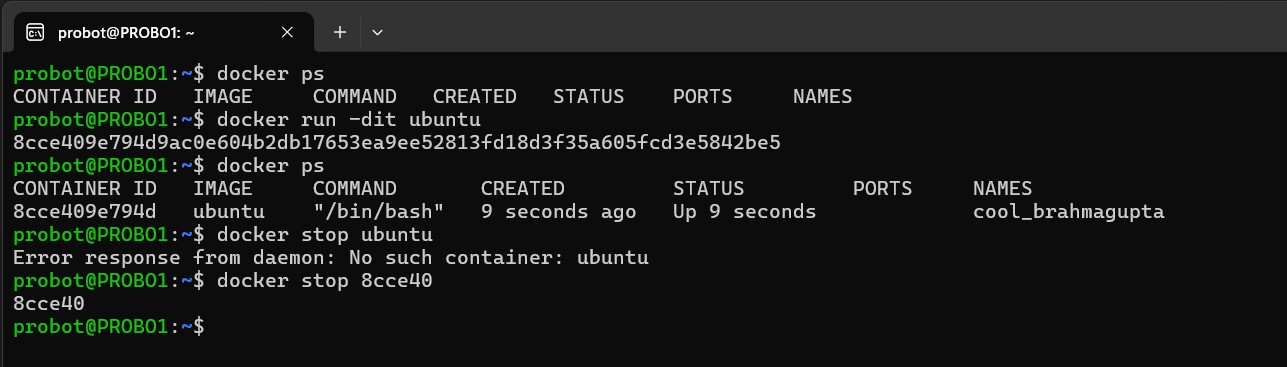 probot@PROBO1: ~
probot@PROBO1:~$ docker ps
CONTAINER ID   IMAGE     COMMAND   CREATED   STATUS    PORTS     NAMES
probot@PROBO1:~$ docker run -dit ubuntu
8cce409e794d9ac0e604b2db17653ea9ee52813fd18d3f35a605fcd3e5842be5
probot@PROBO1:~$ docker ps
CONTAINER ID   IMAGE     COMMAND       CREATED         STATUS         PORTS     NAMES
8cce409e794d   ubuntu    "/bin/bash"   9 seconds ago   Up 9 seconds             cool_brahmagupta
probot@PROBO1:~$ docker stop ubuntu
Error response from daemon: No such container: ubuntu
probot@PROBO1:~$ docker stop 8cce40
8cce40
probot@PROBO1:~$